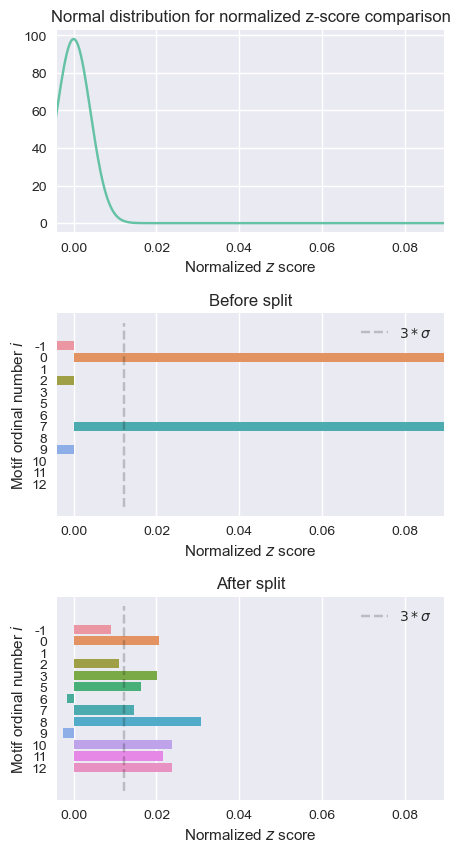 Normal distribution for normalized z-score comparison
100
80
60
40
20
0
0.00 0.02 0.04 0.06 0.08
Normalized z score
Before split
Motif ordinal number i
-1
0
1
2
3
5
6
7
8
9
10
11
12
3 * σ
0.00 0.02 0.04 0.06 0.08
Normalized z score
After split
Motif ordinal number i
-1
0
1
2
3
5
6
7
8
9
10
11
12
3 * σ
0.00 0.02 0.04 0.06 0.08
Normalized z score